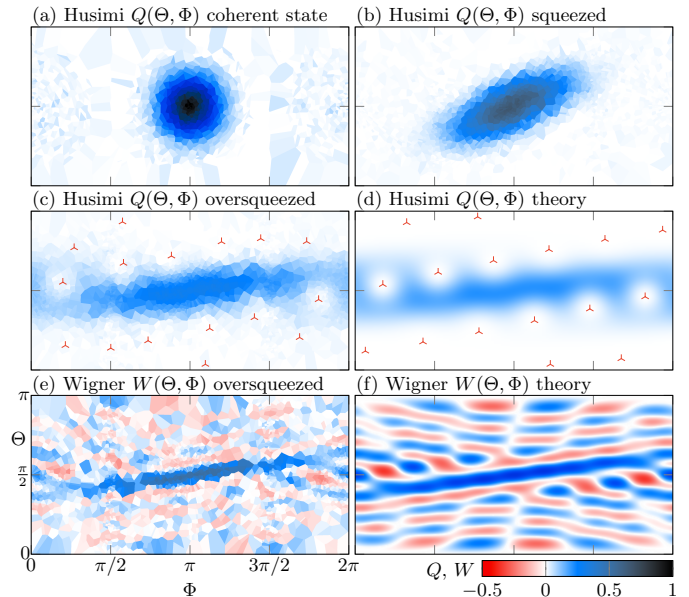 (a) Husimi Q(Θ, Φ) coherent state
(b) Husimi Q(Θ, Φ) squeezed
(c) Husimi Q(Θ, Φ) oversqueezed
(d) Husimi Q(Θ, Φ) theory
(e) Wigner W(Θ, Φ) oversqueezed
(f) Wigner W(Θ, Φ) theory
π
Θ
π/2
0
0 π/2 π 3π/2 2π
Φ
Q, W
−0.5 0 0.5 1